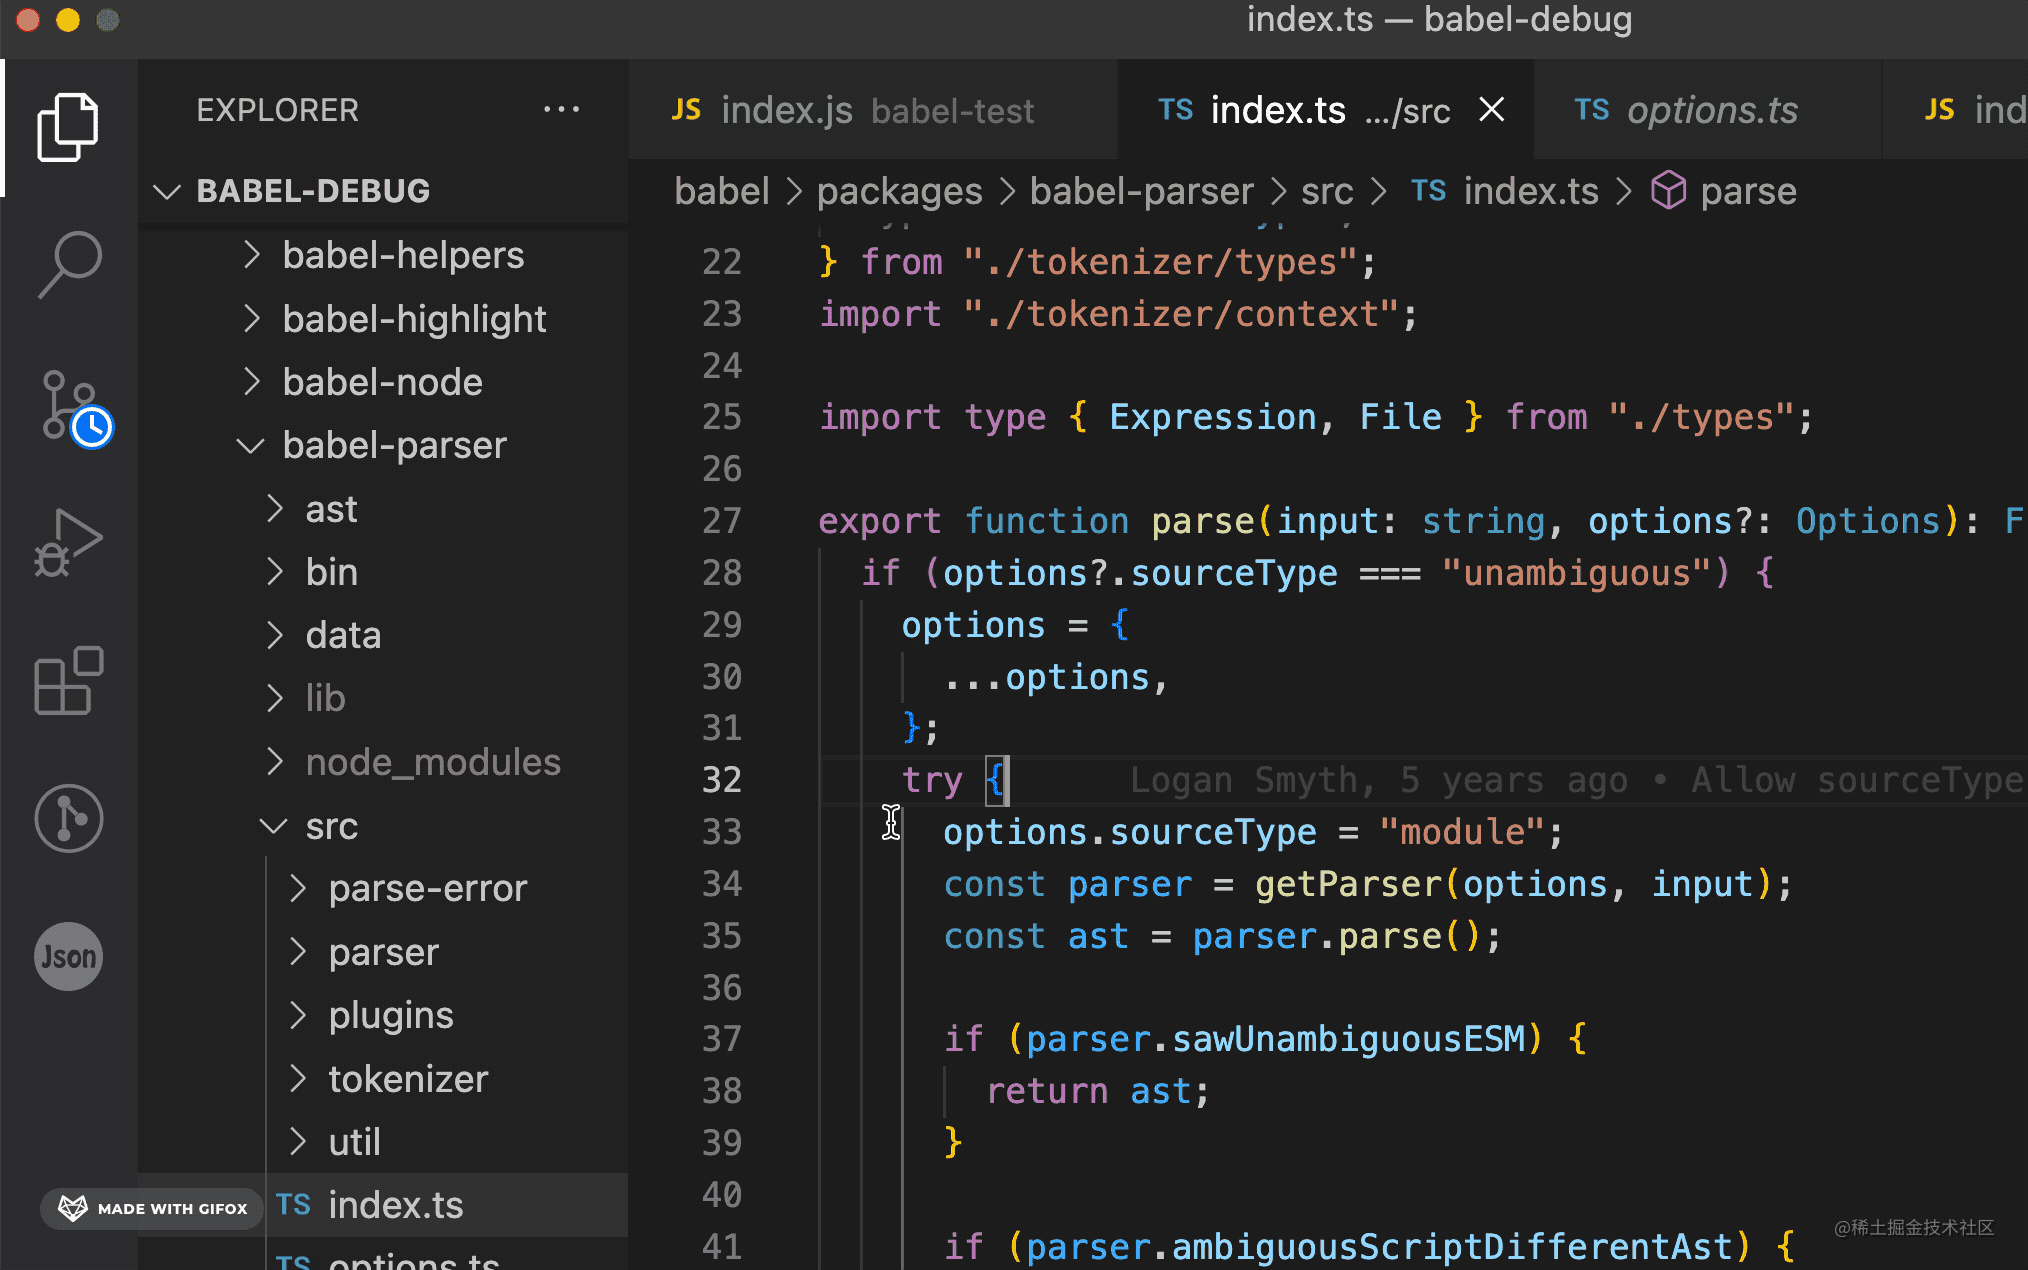 index.ts — babel-debug
EXPLORER ...
JS index.js babel-test
TS index.ts .../src
TS options.ts
JS ind
BABEL-DEBUG
babel > packages > babel-parser > src > TS index.ts > parse
babel-helpers
babel-highlight
babel-node
babel-parser
ast
bin
data
lib
node_modules
src
parse-error
parser
plugins
tokenizer
util
TS index.ts
TS options.ts
Json
MADE WITH GIFOX
22 } from "./tokenizer/types";
23 import "./tokenizer/context";
24
25 import type { Expression, File } from "./types";
26
27 export function parse(input: string, options?: Options): F
28 if (options?.sourceType === "unambiguous") {
29 options = {
30 ...options,
31 };
32 try { Logan Smyth, 5 years ago • Allow sourceType
33 options.sourceType = "module";
34 const parser = getParser(options, input);
35 const ast = parser.parse();
36
37 if (parser.sawUnambiguousESM) {
38 return ast;
39 }
40
41 if (parser.ambiguousScriptDifferentAst) {
@稀土掘金技术社区